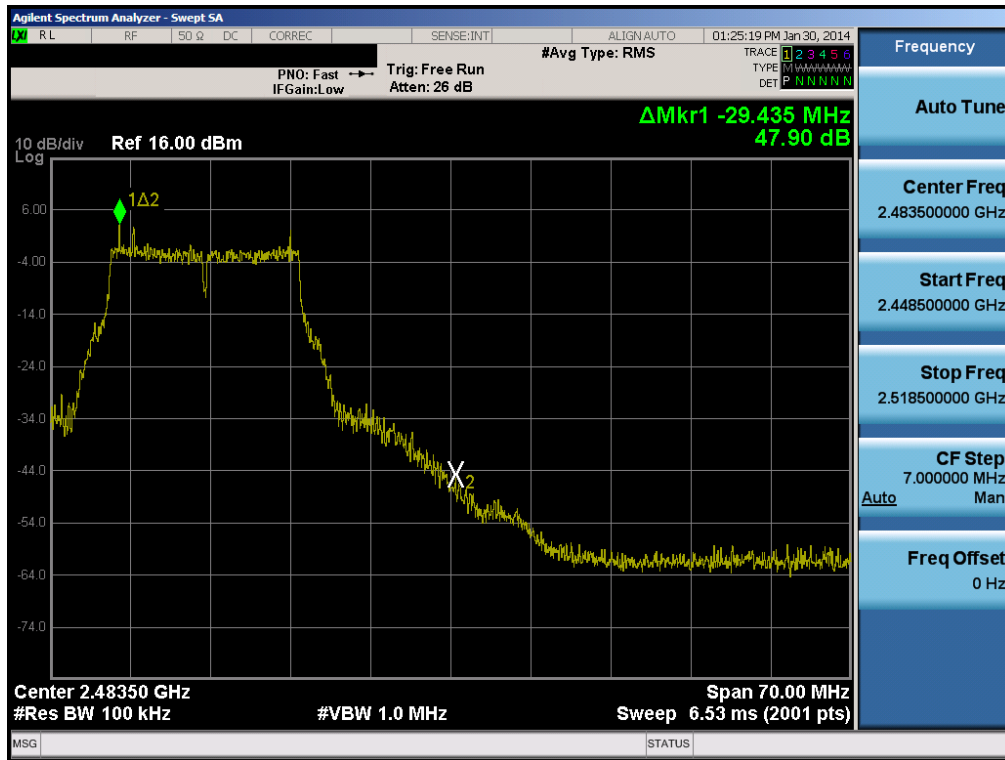 Agilent Spectrum Analyzer - Swept SA
LXI RL RF 50 Ω DC CORREC SENSE:INT ALIGNAUTO 01:25:19 PM Jan 30, 2014
PNO: Fast
IFGain:Low
Trig: Free Run
Atten: 26 dB
#Avg Type: RMS
TRACE 1 2 3 4 5 6
TYPE M WWWWW
DET P N N N N N
ΔMkr1 -29.435 MHz
47.90 dB
10 dB/div
Log
Ref 16.00 dBm
6.00
-4.00
-14.0
-24.0
-34.0
-44.0
-54.0
-64.0
-74.0
1Δ2
X2
Center 2.48350 GHz
#Res BW 100 kHz
#VBW 1.0 MHz
Span 70.00 MHz
Sweep 6.53 ms (2001 pts)
MSG
STATUS
Frequency
Auto Tune
Center Freq
2.483500000 GHz
Start Freq
2.448500000 GHz
Stop Freq
2.518500000 GHz
CF Step
7.000000 MHz
Auto Man
Freq Offset
0 Hz